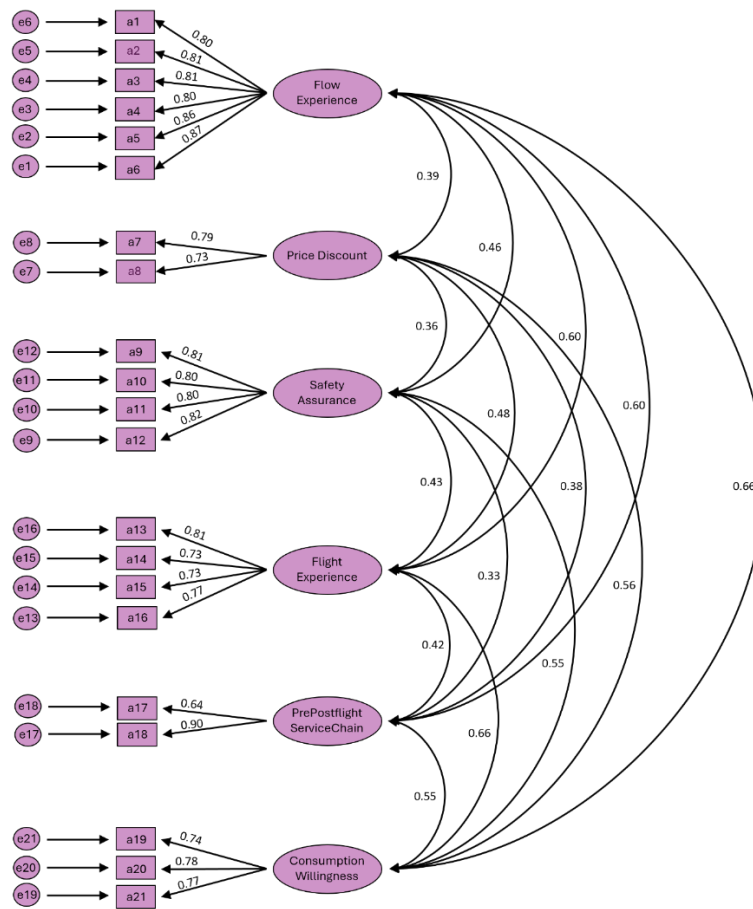 e6
a1
0.80
e5
a2
0.81
e4
a3
0.81
Flow
Experience
e3
a4
0.80
e2
a5
0.86
e1
a6
0.87
0.39
e8
a7
0.79
0.46
Price Discount
e7
a8
0.73
0.36
0.60
e12
a9
0.81
e11
a10
0.80
Safety
Assurance
e10
a11
0.80
0.48
0.60
e9
a12
0.82
0.43
0.38
0.66
e16
a13
0.81
e15
a14
0.73
Flight
Experience
0.33
e14
a15
0.73
0.56
e13
a16
0.77
0.42
0.55
e18
a17
0.64
PrePostflight
ServiceChain
e17
a18
0.90
0.66
0.55
e21
a19
0.74
e20
a20
0.78
Consumption
Willingness
e19
a21
0.77